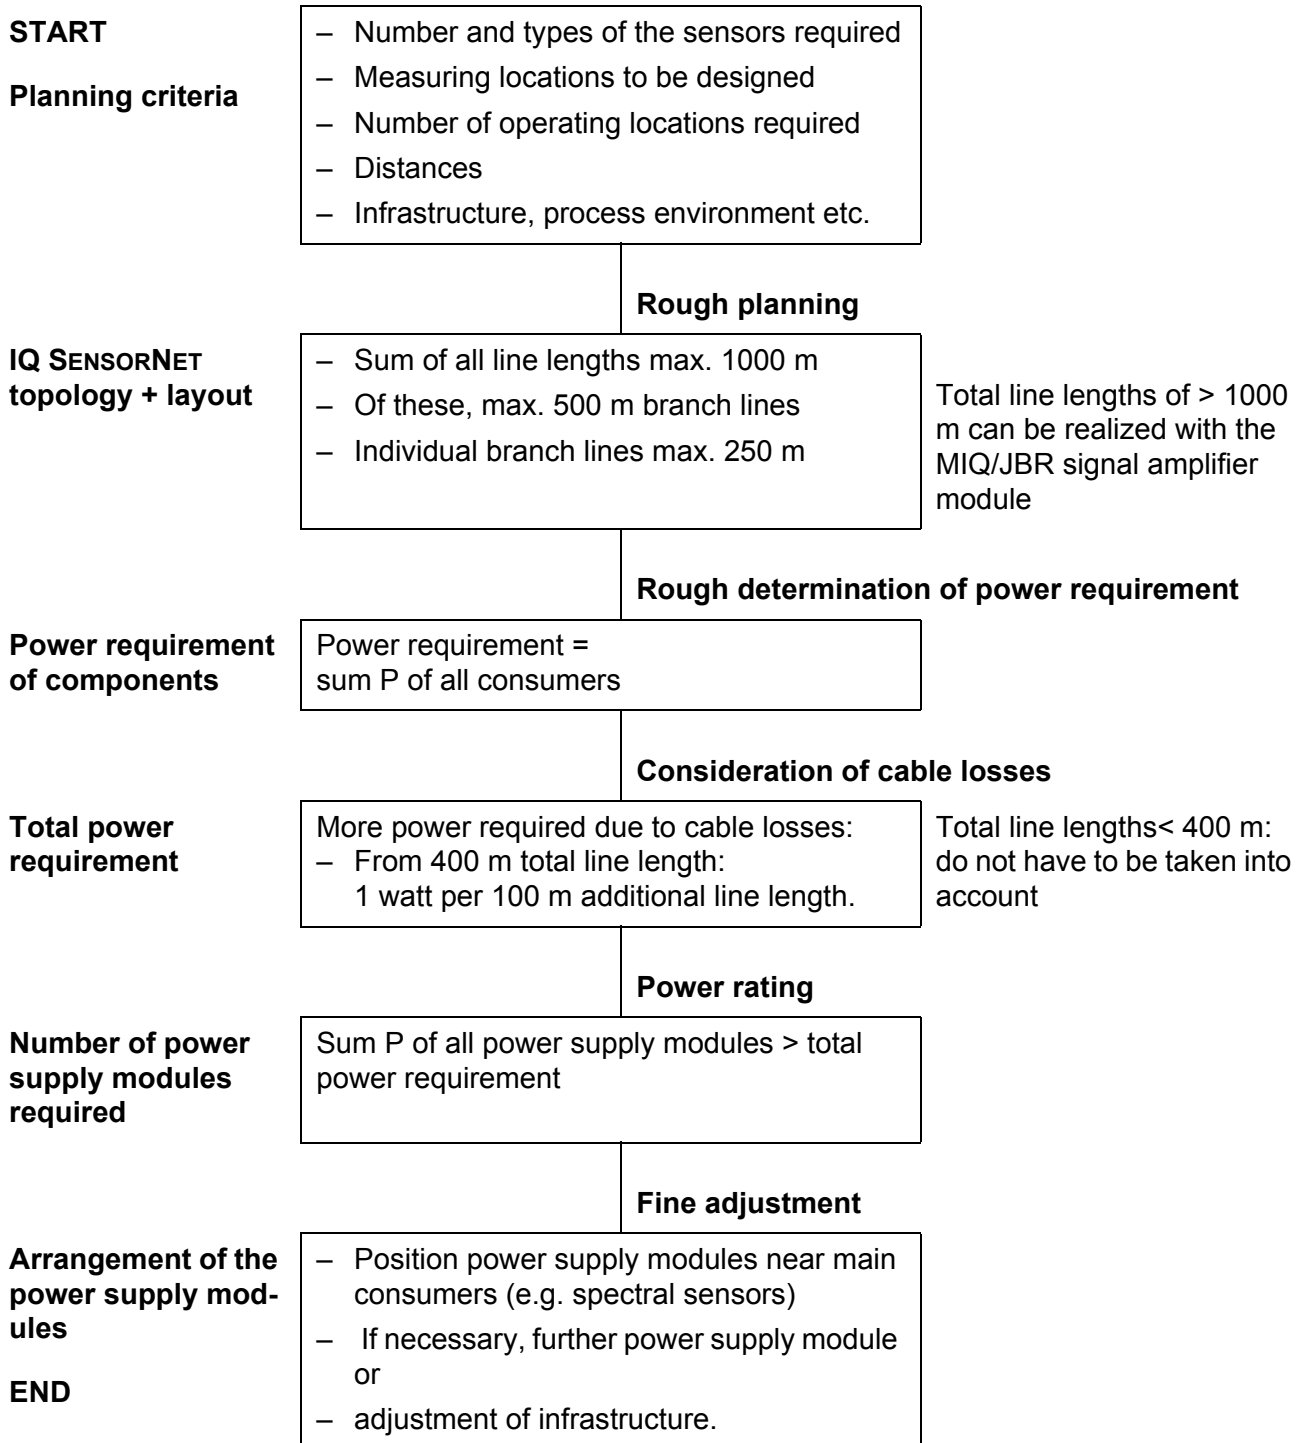 START
Planning criteria
– Number and types of the sensors required
– Measuring locations to be designed
– Number of operating locations required
– Distances
– Infrastructure, process environment etc.
Rough planning
IQ SENSORNET
topology + layout
– Sum of all line lengths max. 1000 m
– Of these, max. 500 m branch lines
– Individual branch lines max. 250 m
Total line lengths of > 1000
m can be realized with the
MIQ/JBR signal amplifier
module
Rough determination of power requirement
Power requirement
of components
Power requirement =
sum P of all consumers
Consideration of cable losses
Total power
requirement
More power required due to cable losses:
– From 400 m total line length:
1 watt per 100 m additional line length.
Total line lengths< 400 m:
do not have to be taken into
account
Power rating
Number of power
supply modules
required
Sum P of all power supply modules > total
power requirement
Fine adjustment
Arrangement of the
power supply mod-
ules
END
– Position power supply modules near main
consumers (e.g. spectral sensors)
– If necessary, further power supply module
or
– adjustment of infrastructure.